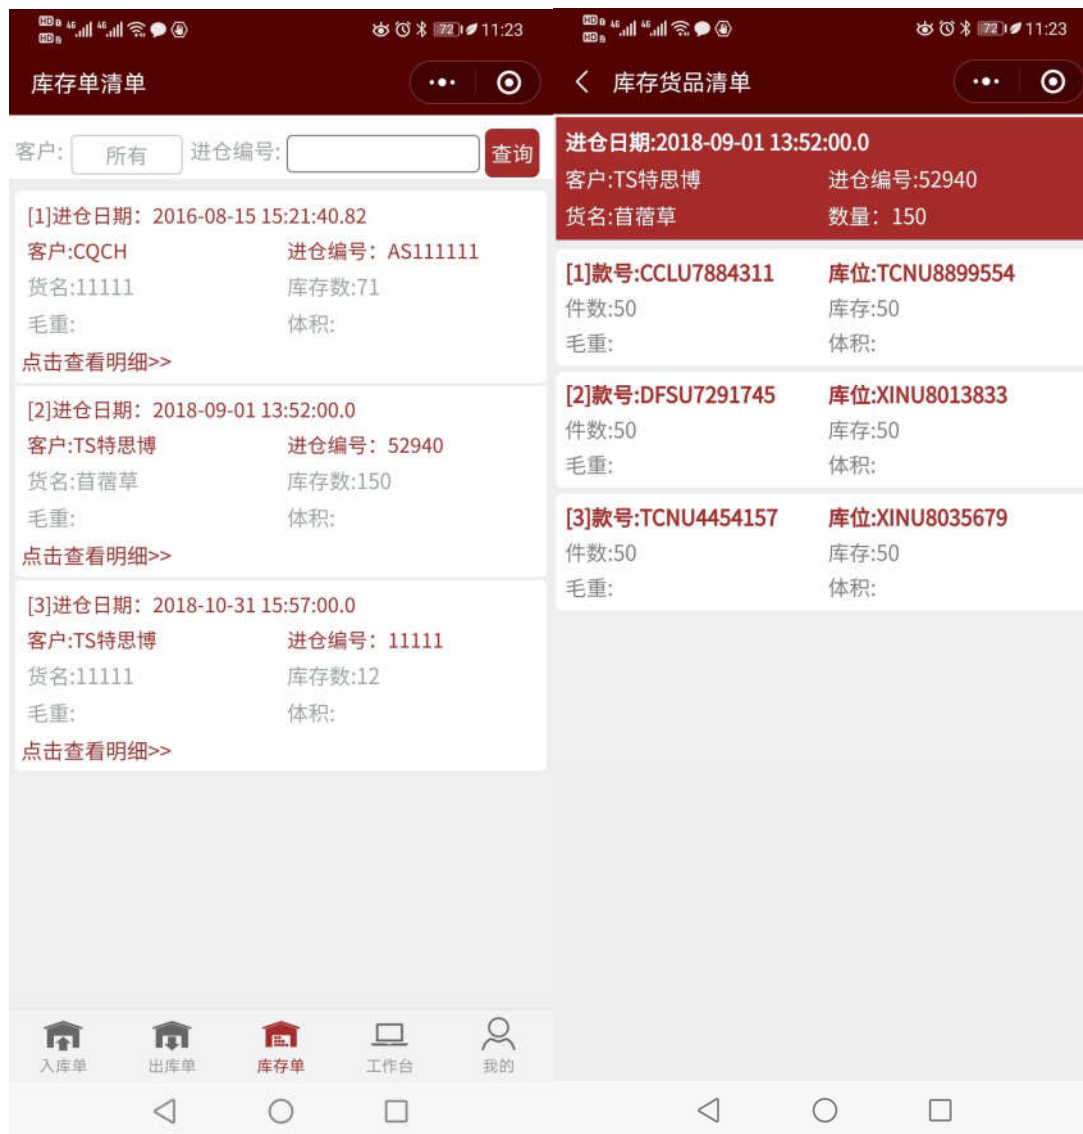 HD B 4G 4G 72 11:23
HD B
库存单清单
客户: 所有 进仓编号: 查询
[1]进仓日期：2016-08-15 15:21:40.82
客户:CQCH 进仓编号：AS111111
货名:11111 库存数:71
毛重: 体积:
点击查看明细>>
[2]进仓日期：2018-09-01 13:52:00.0
客户:TS特思博 进仓编号：52940
货名:苜蓿草 库存数:150
毛重: 体积:
点击查看明细>>
[3]进仓日期：2018-10-31 15:57:00.0
客户:TS特思博 进仓编号：11111
货名:11111 库存数:12
毛重: 体积:
点击查看明细>>
入库单 出库单 库存单 工作台 我的
HD B 4G 4G 72 11:23
HD B
库存货品清单
进仓日期:2018-09-01 13:52:00.0
客户:TS特思博 进仓编号:52940
货名:苜蓿草 数量：150
[1]款号:CCLU7884311 库位:TCNU8899554
件数:50 库存:50
毛重: 体积:
[2]款号:DFSU7291745 库位:XINU8013833
件数:50 库存:50
毛重: 体积:
[3]款号:TCNU4454157 库位:XINU8035679
件数:50 库存:50
毛重: 体积: